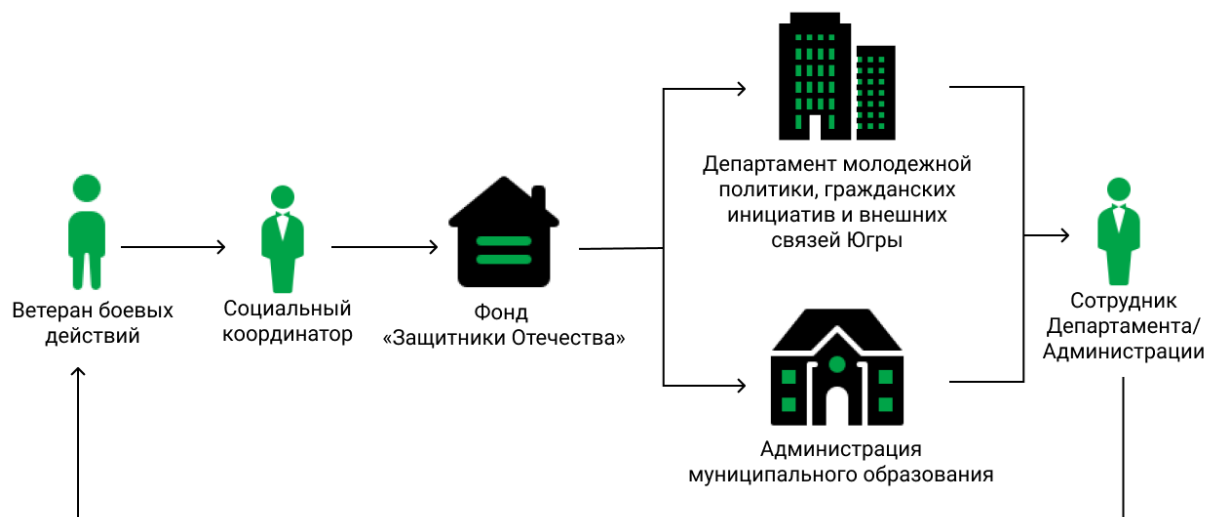 Ветеран боевых
действий
Социальный
координатор
Фонд
«Защитники Отечества»
Департамент молодежной
политики, гражданских
инициатив и внешних
связей Югры
Администрация
муниципального образования
Сотрудник
Департамента/
Администрации